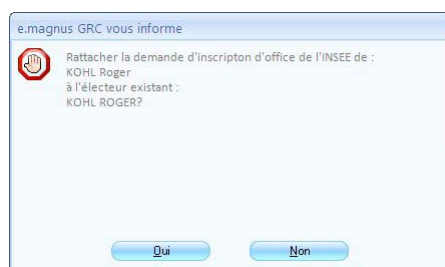 e.magnus GRC vous informe
Rattacher la demande d'inscripton d'office de l'INSEE de :
KOHL Roger
à l'électeur existant :
KOHL ROGER?
Oui
Non